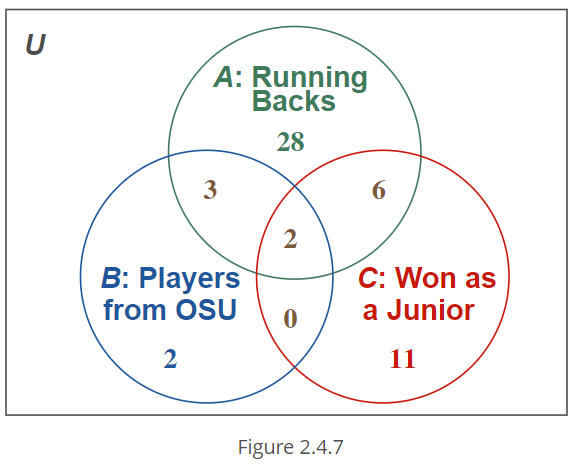 U
A: Running
Backs
28
3
6
2
B: Players
from OSU
C: Won as
a Junior
0
2
11
Figure 2.4.7